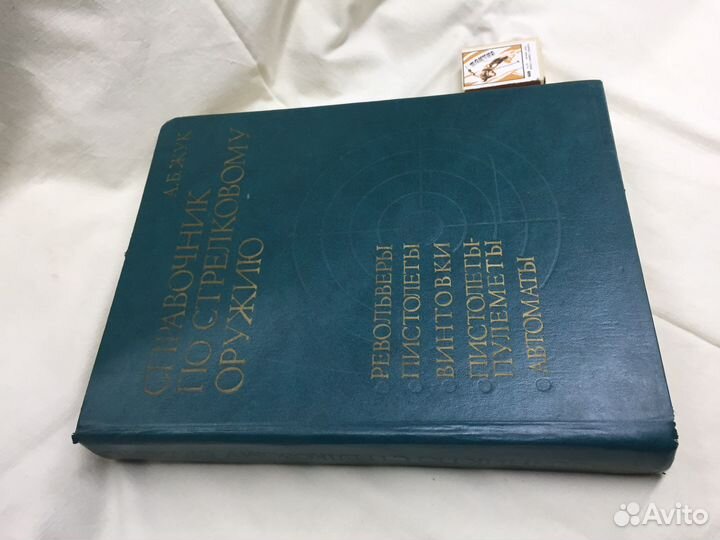 А.Б.ЖУК
СПРАВОЧНИК
ПО СТРЕЛКОВОМУ
ОРУЖИЮ
РЕВОЛЬВЕРЫ
ПИСТОЛЕТЫ
ВИНТОВКИ
ПИСТОЛЕТЫ-
ПУЛЕМЕТЫ
АВТОМАТЫ
Avito